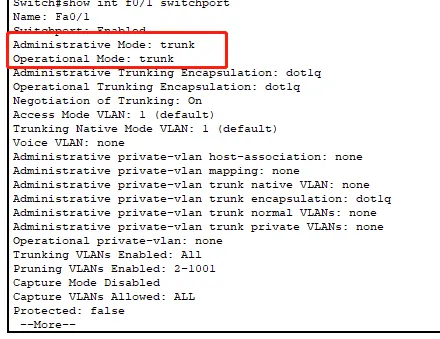 Switch#show int f0/1 switchport
Name: Fa0/1
Switchport: Enabled
Administrative Mode: trunk
Operational Mode: trunk
Administrative Trunking Encapsulation: dot1q
Operational Trunking Encapsulation: dot1q
Negotiation of Trunking: On
Access Mode VLAN: 1 (default)
Trunking Native Mode VLAN: 1 (default)
Voice VLAN: none
Administrative private-vlan host-association: none
Administrative private-vlan mapping: none
Administrative private-vlan trunk native VLAN: none
Administrative private-vlan trunk encapsulation: dot1q
Administrative private-vlan trunk normal VLANs: none
Administrative private-vlan trunk private VLANs: none
Operational private-vlan: none
Trunking VLANs Enabled: All
Pruning VLANs Enabled: 2-1001
Capture Mode Disabled
Capture VLANs Allowed: ALL
Protected: false
--More--